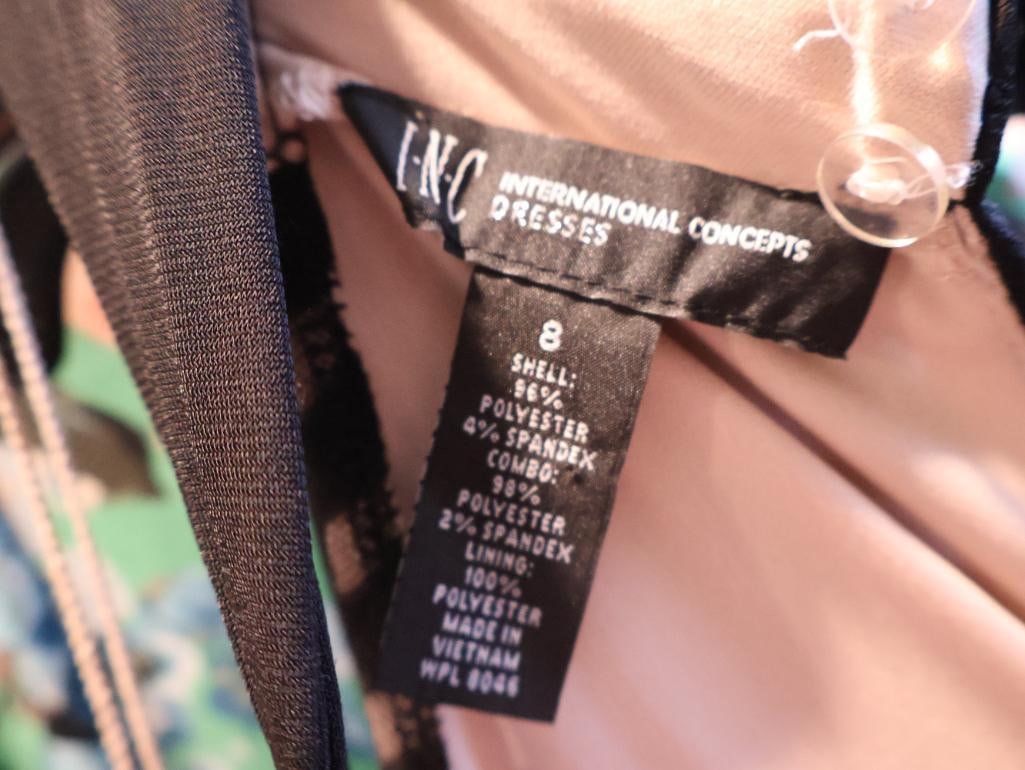 I·N·C INTERNATIONAL CONCEPTS
DRESSES
8
SHELL:
96%
POLYESTER
4% SPANDEX
COMBO:
98%
POLYESTER
2% SPANDEX
LINING:
100%
POLYESTER
MADE IN
VIETNAM
WPL 8046